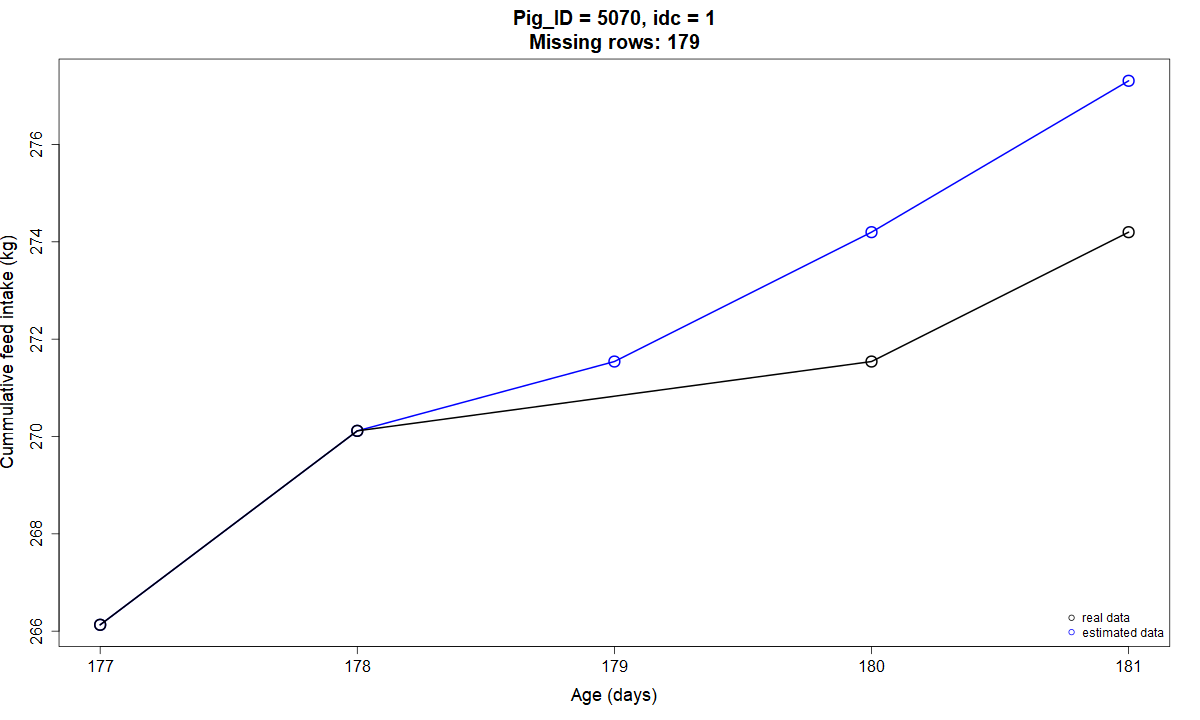 Pig_ID = 5070, idc = 1
Missing rows: 179
Cummulative feed intake (kg)
276
274
272
270
268
266
177 178 179 180 181
Age (days)
real data
estimated data